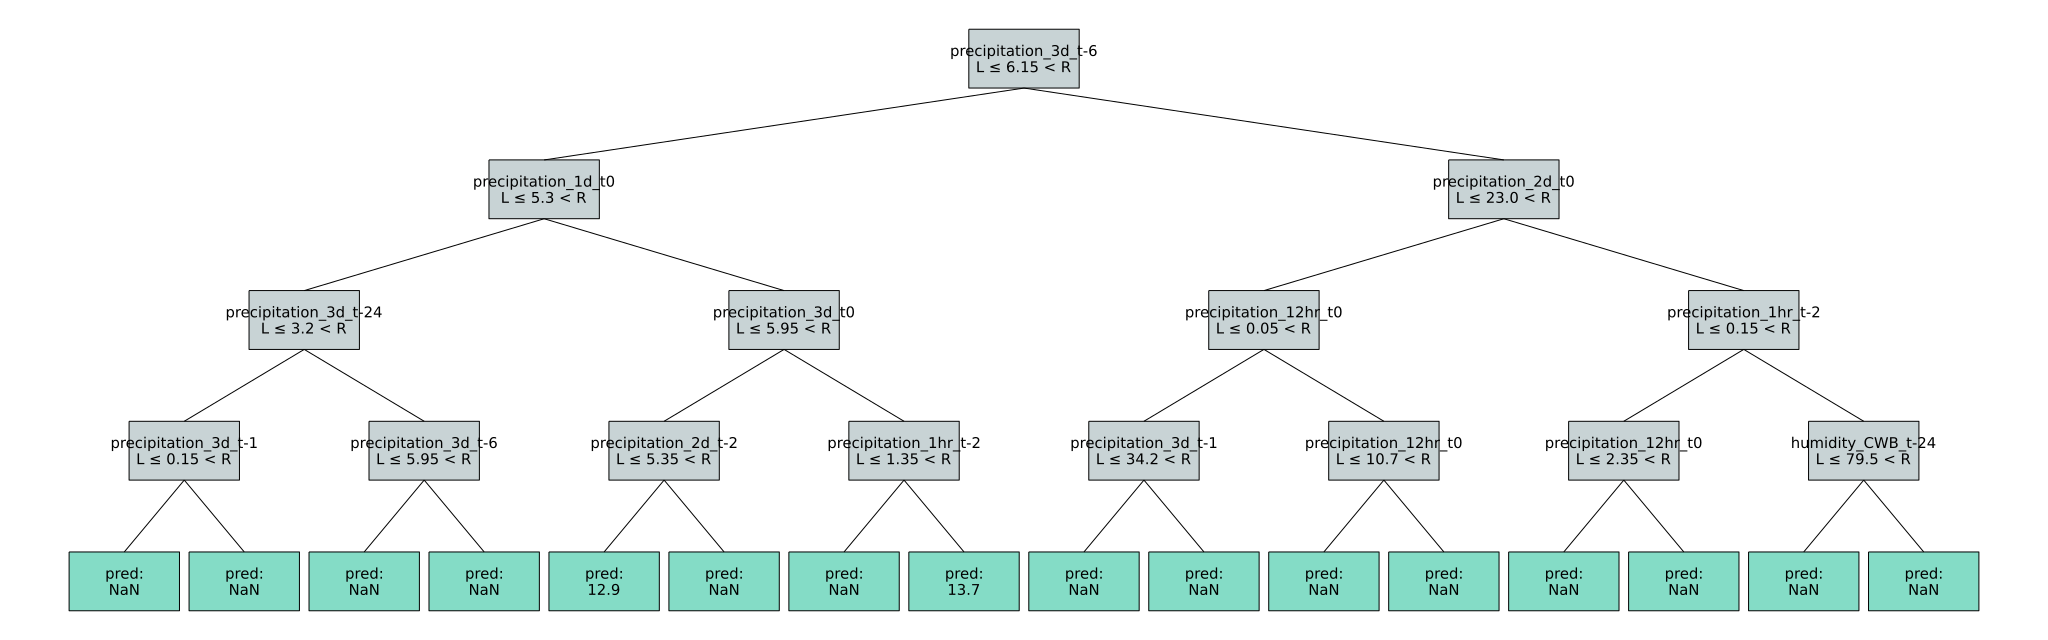 precipitation_3d_t-6
L ≤ 6.15 < R
precipitation_1d_t0
L ≤ 5.3 < R
precipitation_2d_t0
L ≤ 23.0 < R
precipitation_3d_t-24
L ≤ 3.2 < R
precipitation_3d_t0
L ≤ 5.95 < R
precipitation_12hr_t0
L ≤ 0.05 < R
precipitation_1hr_t-2
L ≤ 0.15 < R
precipitation_3d_t-1
L ≤ 0.15 < R
precipitation_3d_t-6
L ≤ 5.95 < R
precipitation_2d_t-2
L ≤ 5.35 < R
precipitation_1hr_t-2
L ≤ 1.35 < R
precipitation_3d_t-1
L ≤ 34.2 < R
precipitation_12hr_t0
L ≤ 10.7 < R
precipitation_12hr_t0
L ≤ 2.35 < R
humidity_CWB_t-24
L ≤ 79.5 < R
pred:
NaN
pred:
NaN
pred:
NaN
pred:
NaN
pred:
12.9
pred:
NaN
pred:
NaN
pred:
13.7
pred:
NaN
pred:
NaN
pred:
NaN
pred:
NaN
pred:
NaN
pred:
NaN
pred:
NaN
pred:
NaN